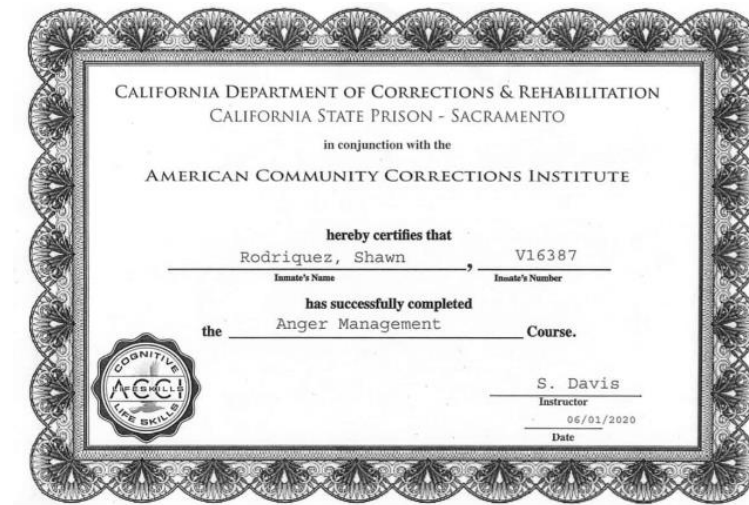 CALIFORNIA DEPARTMENT OF CORRECTIONS & REHABILITATION
CALIFORNIA STATE PRISON - SACRAMENTO
in conjunction with the
AMERICAN COMMUNITY CORRECTIONS INSTITUTE
hereby certifies that
Rodriquez, Shawn, V16387
Inmate's Name Inmate's Number
has successfully completed
the Anger Management Course.
COGNITIVE
ACCI
LIFESKILLS
LIFE SKILLS
S. Davis
Instructor
06/01/2020
Date